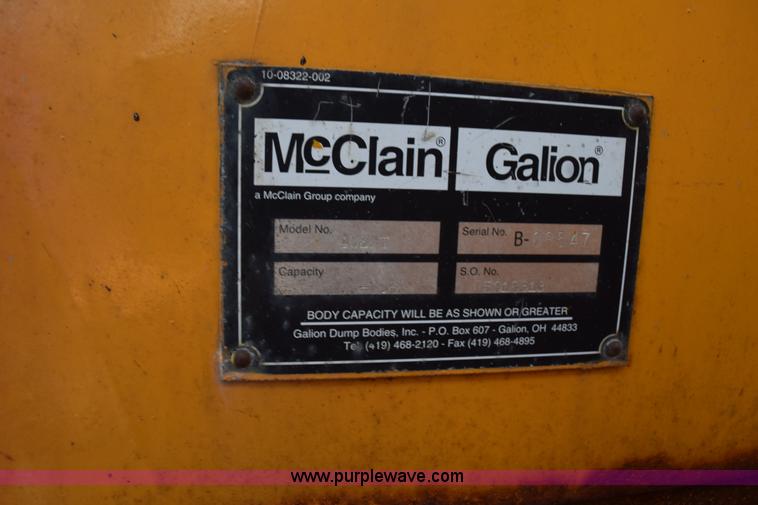 10-08322-002
McClain® Galion®
a McClain Group company
Model No. Serial No. B-
Capacity S.O. No.
BODY CAPACITY WILL BE AS SHOWN OR GREATER
Galion Dump Bodies, Inc. - P.O. Box 607 - Galion, OH 44833
Tel. (419) 468-2120 - Fax (419) 468-4895
www.purplewave.com